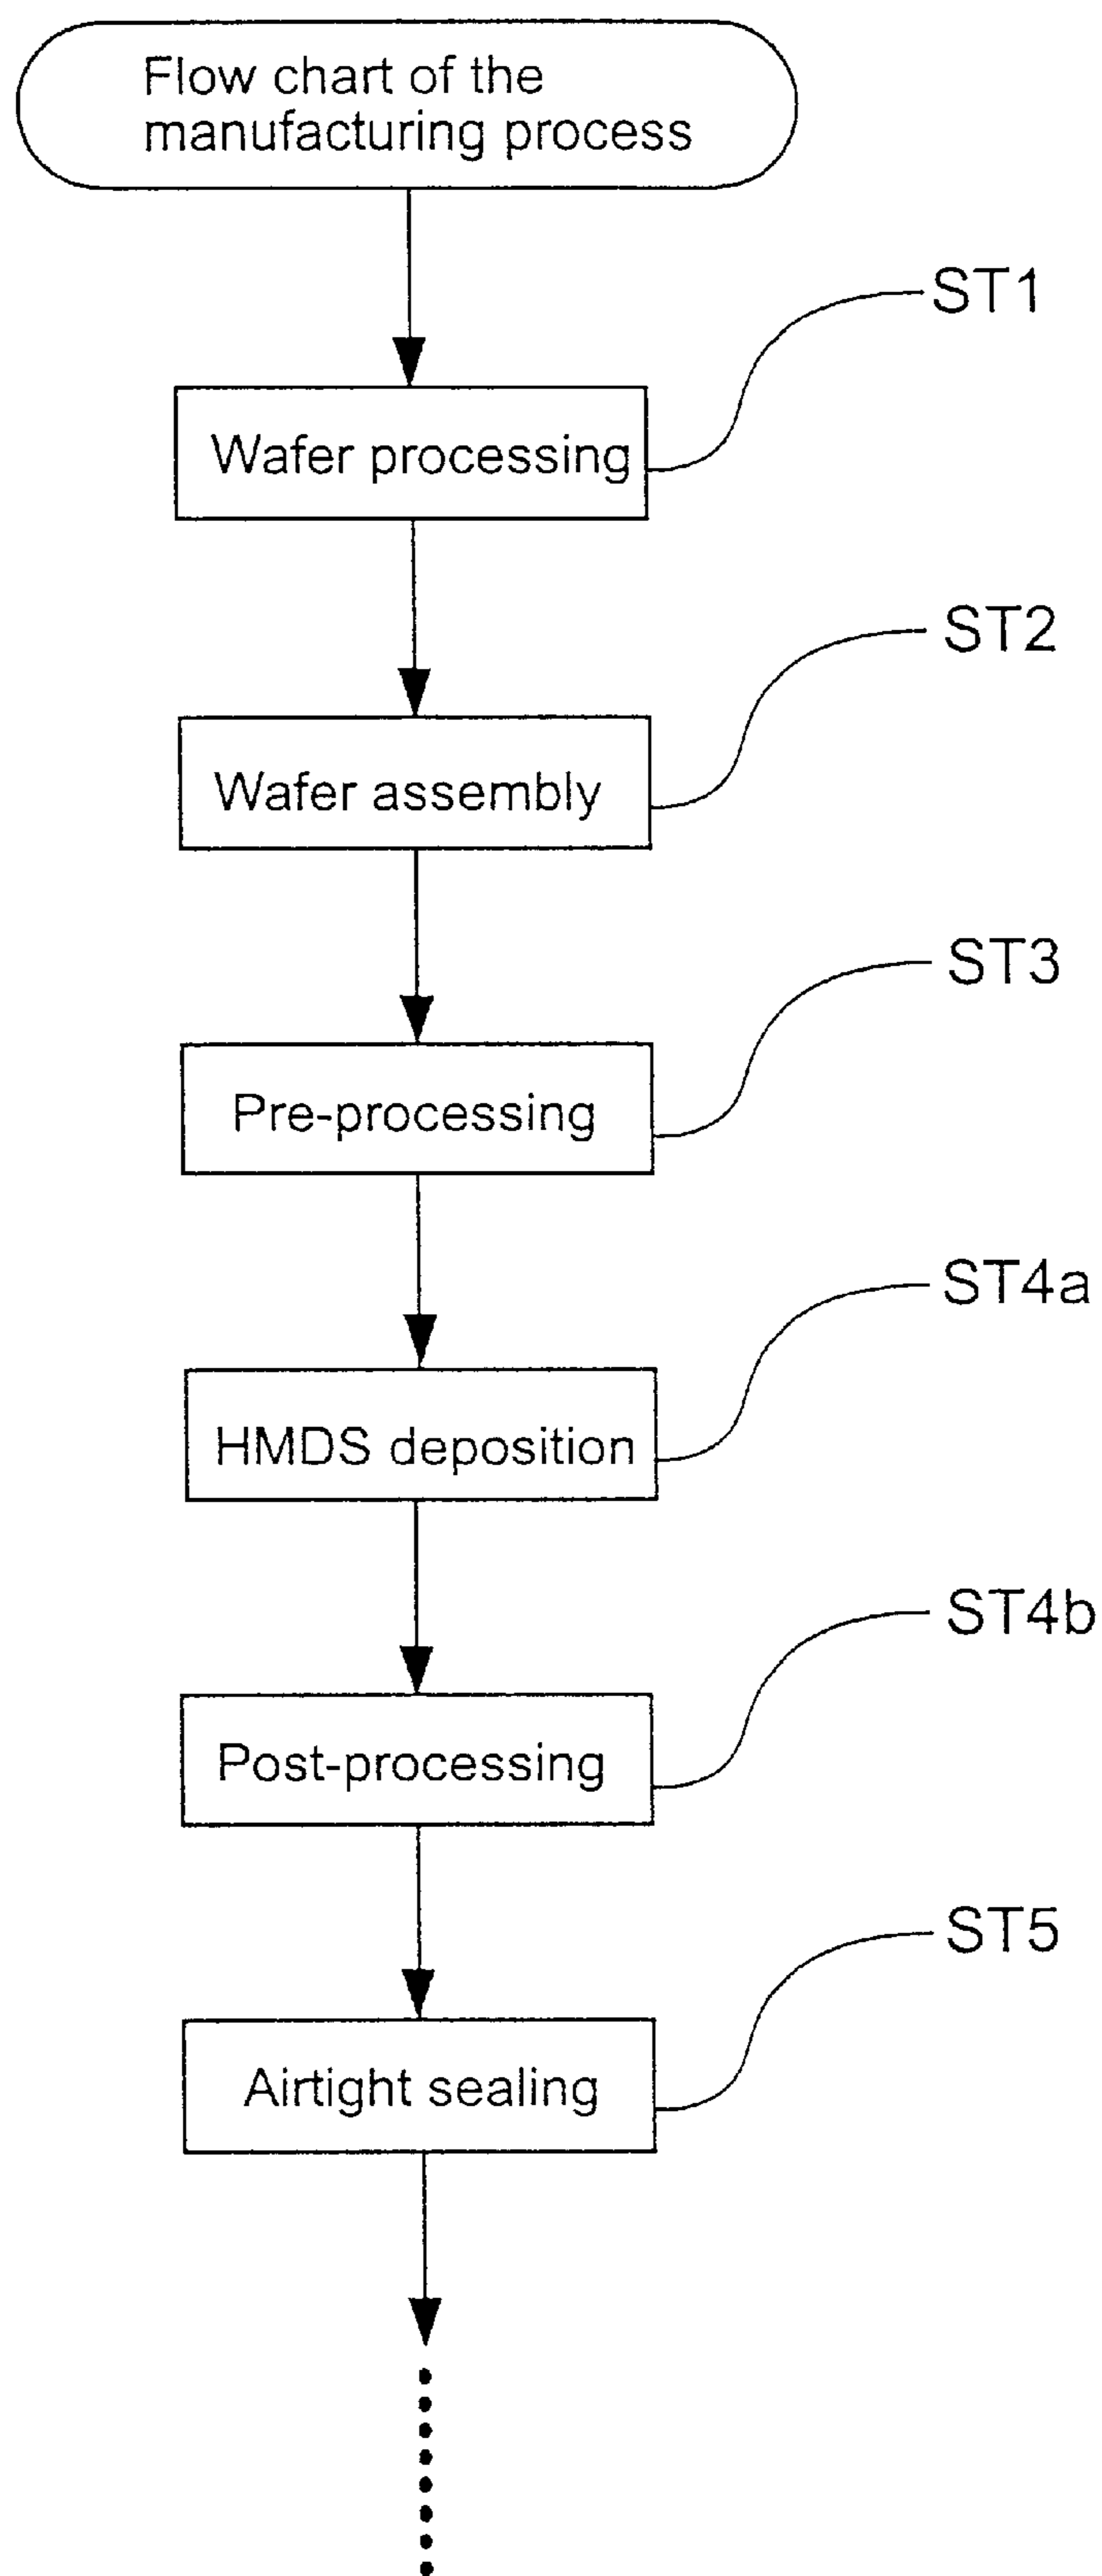 Flow chart of the
manufacturing process
ST1
Wafer processing
ST2
Wafer assembly
ST3
Pre-processing
ST4a
HMDS deposition
ST4b
Post-processing
ST5
Airtight sealing